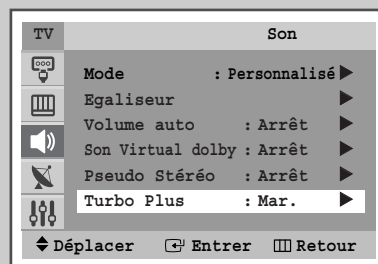 TV Son
Mode : Personnalisé
Egaliseur
Volume auto : Arrêt
Son Virtual dolby : Arrêt
Pseudo Stéréo : Arrêt
Turbo Plus : Mar.
Déplacer Entrer Retour